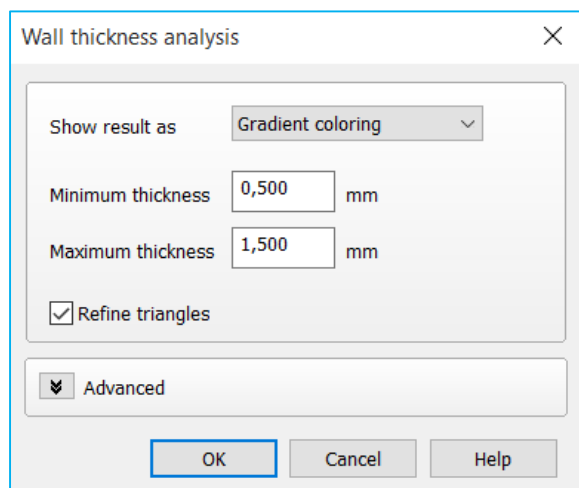 Wall thickness analysis
Show result as Gradient coloring
Minimum thickness 0,500 mm
Maximum thickness 1,500 mm
Refine triangles
Advanced
OK Cancel Help